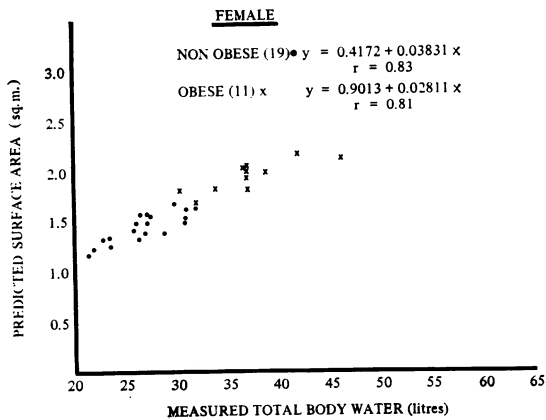 FEMALE
NON OBESE (19)● y = 0.4172 + 0.03831 x
r = 0.83
OBESE (11) x y = 0.9013 + 0.02811 x
r = 0.81
PREDICTED SURFACE AREA (sq.m.)
3.0
2.5
2.0
1.5
1.0
0.5
20 25 30 35 40 45 50 55 60 65
MEASURED TOTAL BODY WATER (litres)